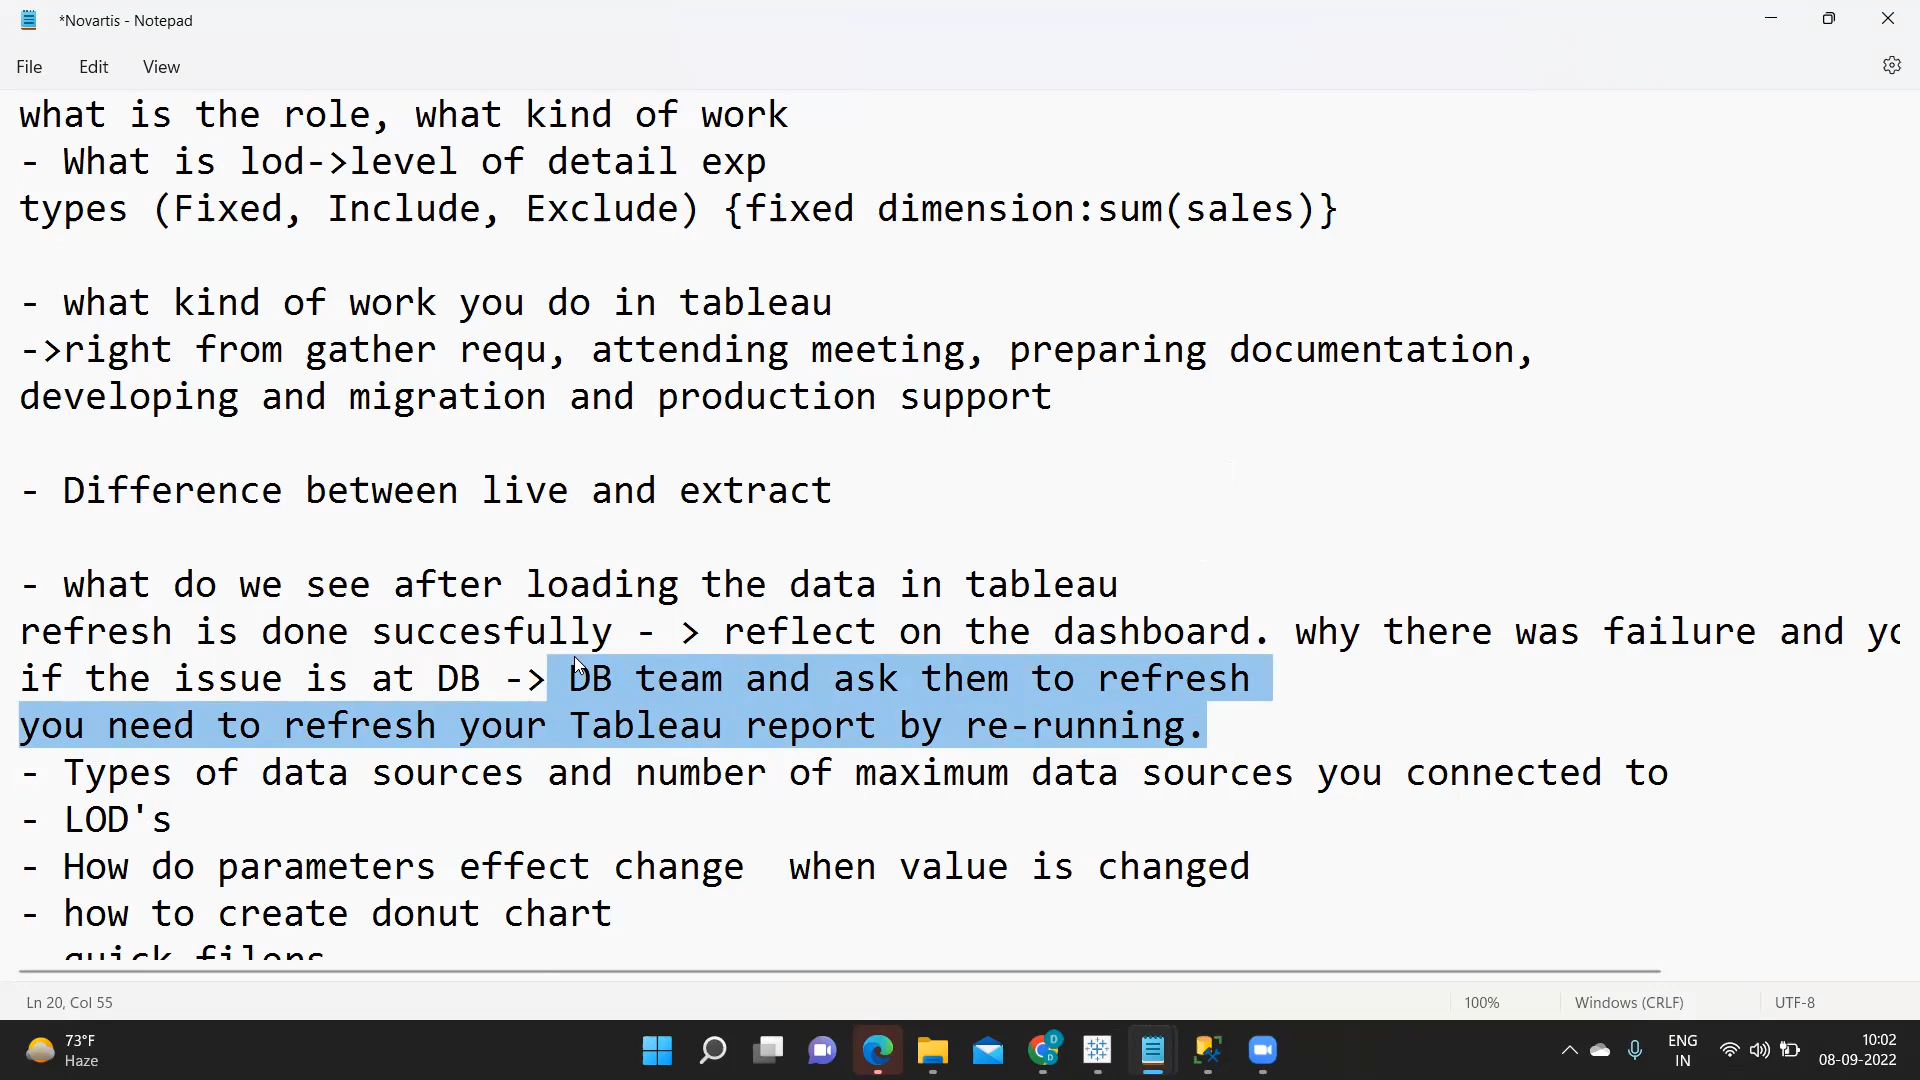 *Novartis - Notepad
File Edit View
what is the role, what kind of work
- What is lod->level of detail exp
types (Fixed, Include, Exclude) {fixed dimension:sum(sales)}
- what kind of work you do in tableau
->right from gather requ, attending meeting, preparing documentation,
developing and migration and production support
- Difference between live and extract
- what do we see after loading the data in tableau
refresh is done succesfully - > reflect on the dashboard. why there was failure and
if the issue is at DB -> DB team and ask them to refresh
you need to refresh your Tableau report by re-running.
- Types of data sources and number of maximum data sources you connected to
- LOD's
- How do parameters effect change  when value is changed
- how to create donut chart
quick
Ln 20, Col 55
100%
Windows (CRLF)
UTF-8
73°F
Haze
ENG
IN
10:02
08-09-2022